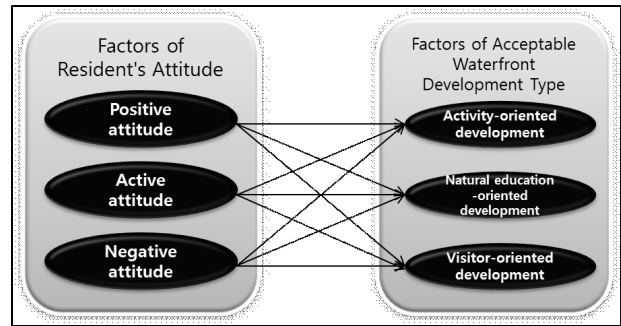 Factors of
Resident's Attitude
Positive
attitude
Active
attitude
Negative
attitude
Factors of Acceptable
Waterfront
Development Type
Activity-oriented
development
Natural education
-oriented
development
Visitor-oriented
development